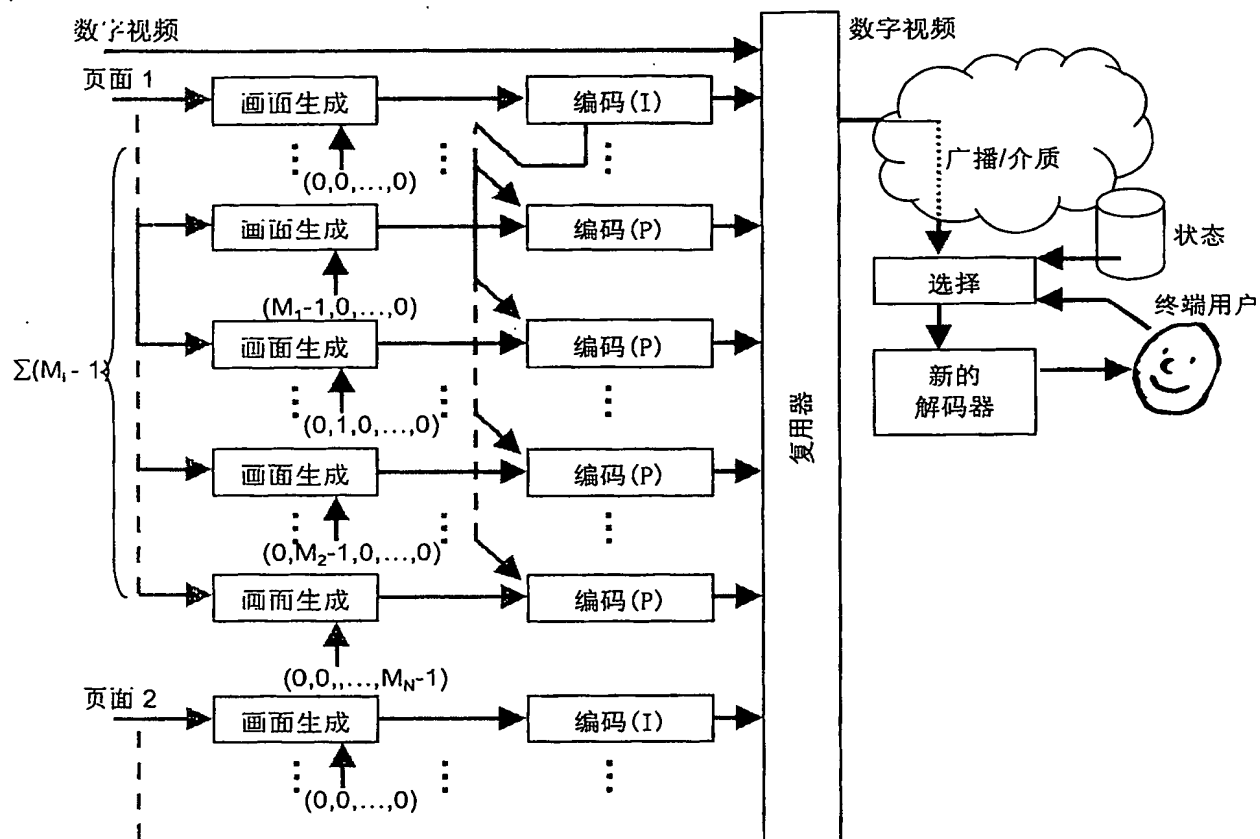 数字视频
数字视频
页面 1
画面生成
编码(I)
(0,0,...,0)
画面生成
编码(P)
(M₁-1,0,...,0)
画面生成
编码(P)
Σ(Mᵢ- 1)
(0,1,0,...,0)
画面生成
编码(P)
(0,M₂-1,0,...,0)
画面生成
编码(P)
(0,0,,...,M_N-1)
页面 2
画面生成
编码(I)
(0,0,...,0)
复用器
广播/介质
状态
选择
终端用户
新的
解码器